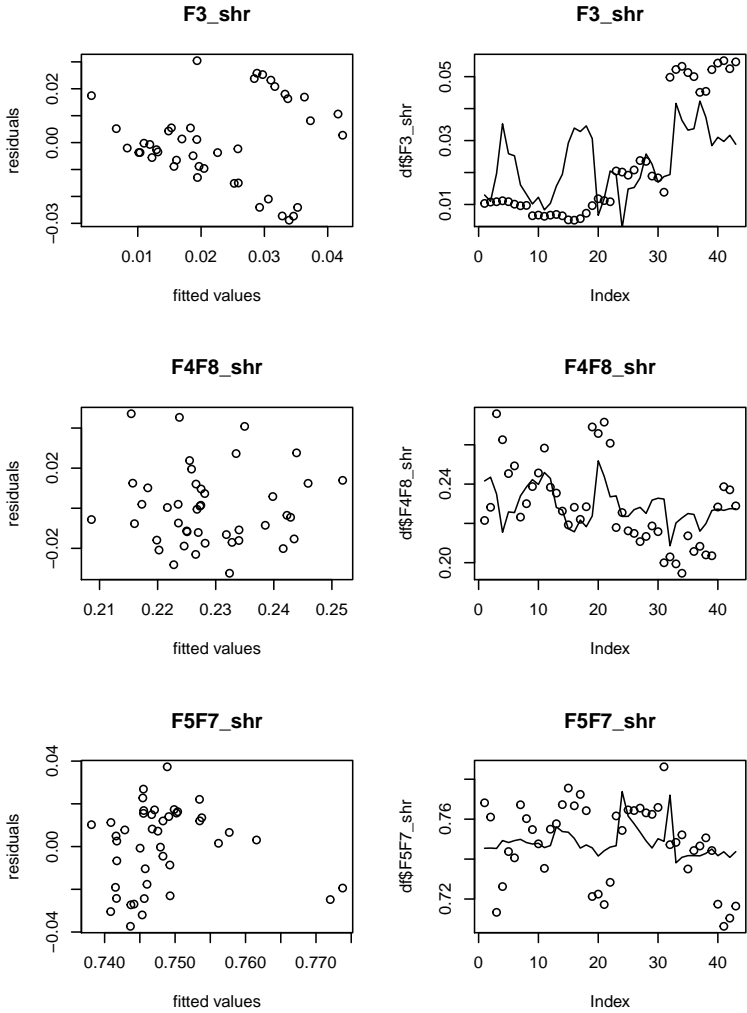 F3_shr
residuals
−0.03
0.00
0.02
0.01
0.02
0.03
0.04
fitted values
F3_shr
df$F3_shr
0.01
0.03
0.05
0
10
20
30
40
Index
F4F8_shr
residuals
−0.02
0.02
0.21
0.22
0.23
0.24
0.25
fitted values
F4F8_shr
df$F4F8_shr
0.20
0.24
0
10
20
30
40
Index
F5F7_shr
residuals
−0.04
0.00
0.04
0.740
0.750
0.760
0.770
fitted values
F5F7_shr
df$F5F7_shr
0.72
0.76
0
10
20
30
40
Index